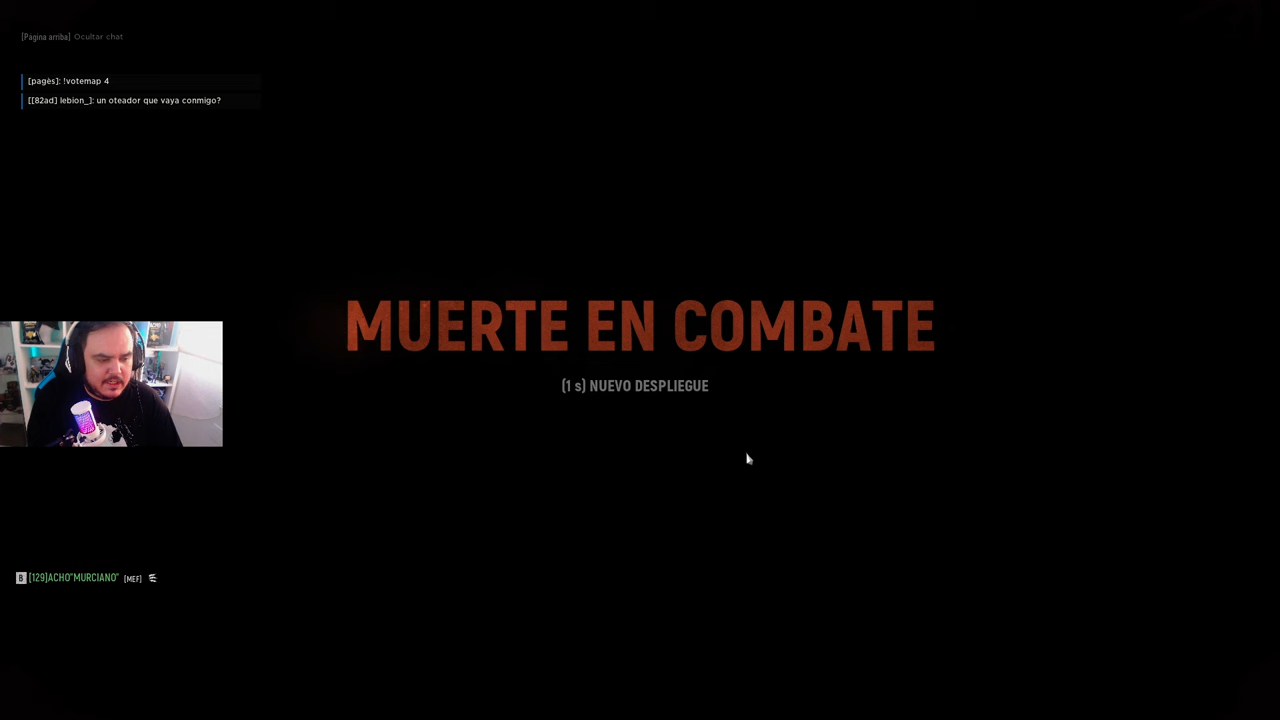 [Página arriba] Ocultar chat
[pagès]: !votemap 4
[[82ad] lebion_]: un oteador que vaya conmigo?
MUERTE EN COMBATE
(1 s) NUEVO DESPLIEGUE
B [129]ACHO"MURCIANO" [MEF]